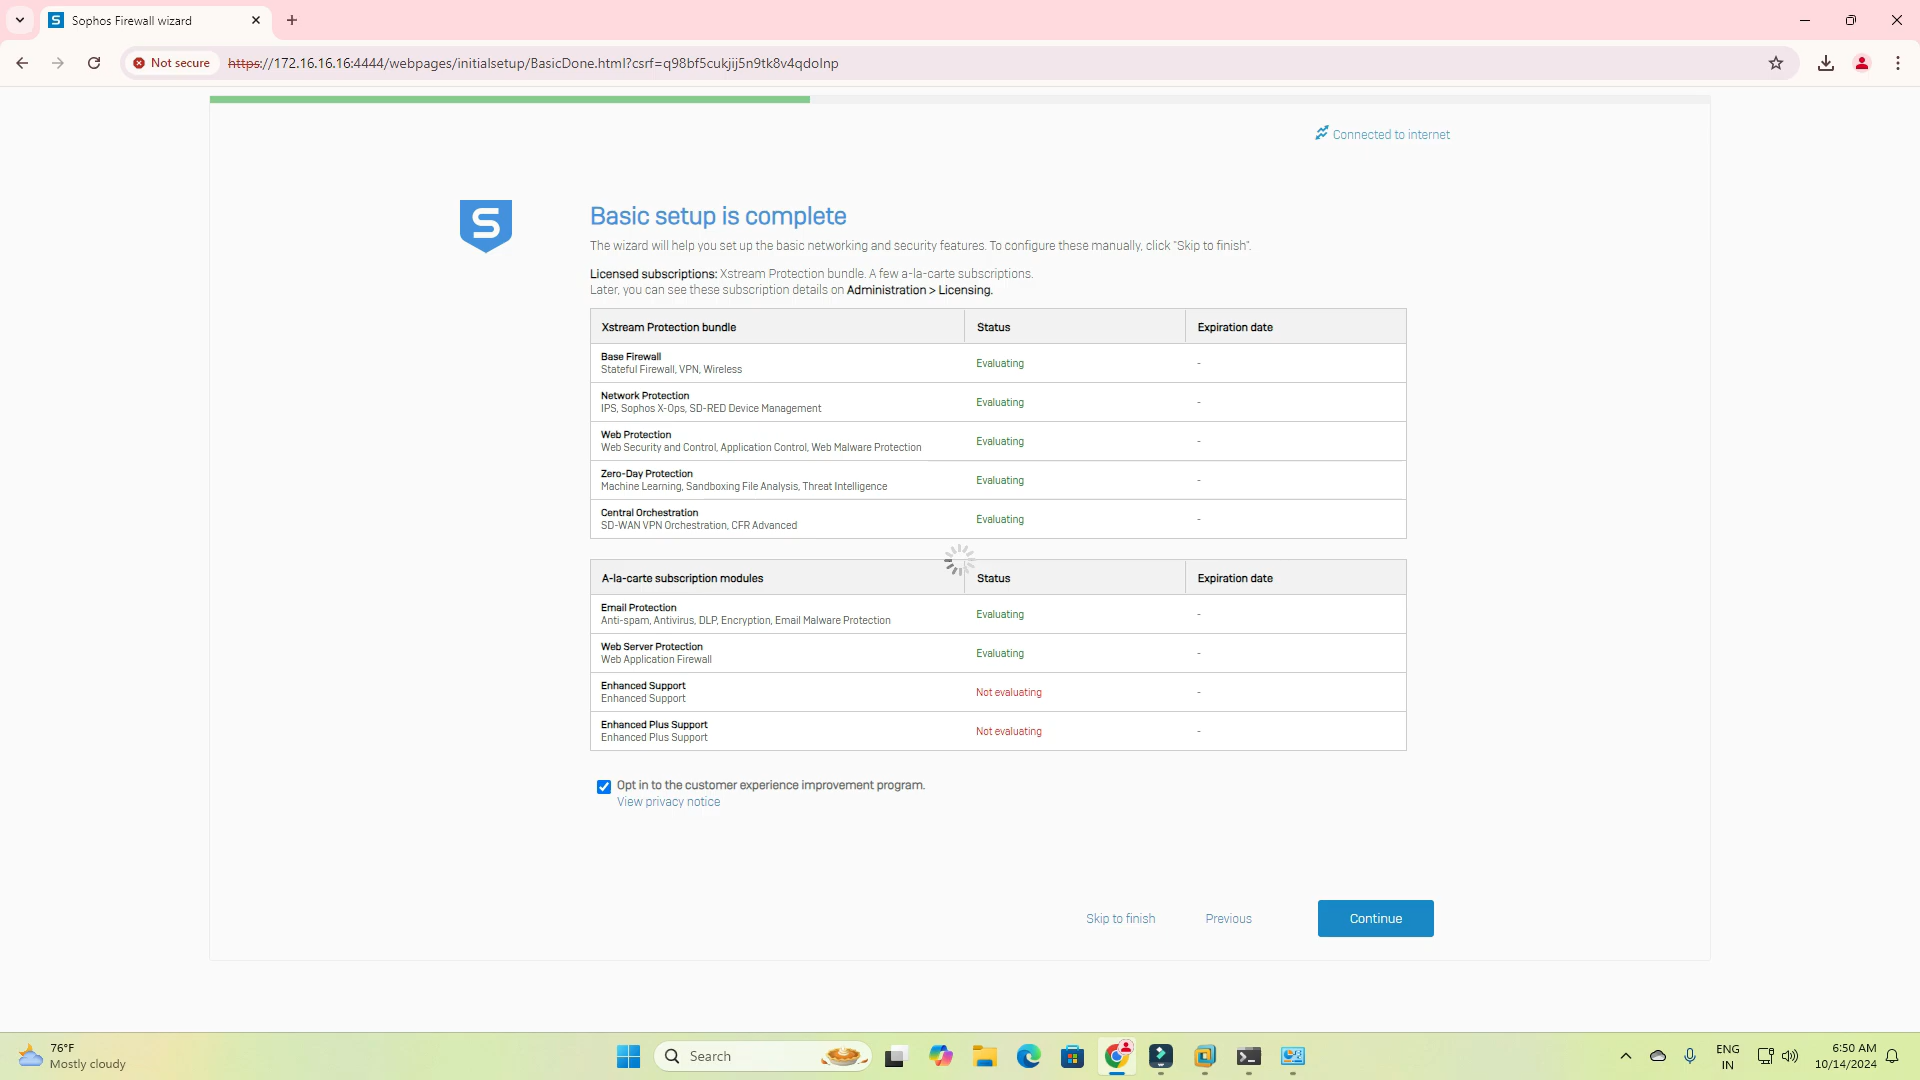 Sophos Firewall wizard
Not secure
https://172.16.16.16:4444/webpages/initialsetup/BasicDone.html?csrf=q98bf5cukjij5n9tk8v4qdolnp
Connected to internet
S
Basic setup is complete
The wizard will help you set up the basic networking and security features. To configure these manually, click "Skip to finish".
Licensed subscriptions: Xstream Protection bundle. A few a-la-carte subscriptions.
Later, you can see these subscription details on Administration > Licensing.
Xstream Protection bundle Status Expiration date
Base Firewall
Stateful Firewall, VPN, Wireless
Evaluating -
Network Protection
IPS, Sophos X-Ops, SD-RED Device Management
Evaluating -
Web Protection
Web Security and Control, Application Control, Web Malware Protection
Evaluating -
Zero-Day Protection
Machine Learning, Sandboxing File Analysis, Threat Intelligence
Evaluating -
Central Orchestration
SD-WAN VPN Orchestration, CFR Advanced
Evaluating -
A-la-carte subscription modules Status Expiration date
Email Protection
Anti-spam, Antivirus, DLP, Encryption, Email Malware Protection
Evaluating -
Web Server Protection
Web Application Firewall
Evaluating -
Enhanced Support
Enhanced Support
Not evaluating -
Enhanced Plus Support
Enhanced Plus Support
Not evaluating -
Opt in to the customer experience improvement program.
View privacy notice
Skip to finish Previous Continue
76°F
Mostly cloudy
Search
ENG
IN
6:50 AM
10/14/2024